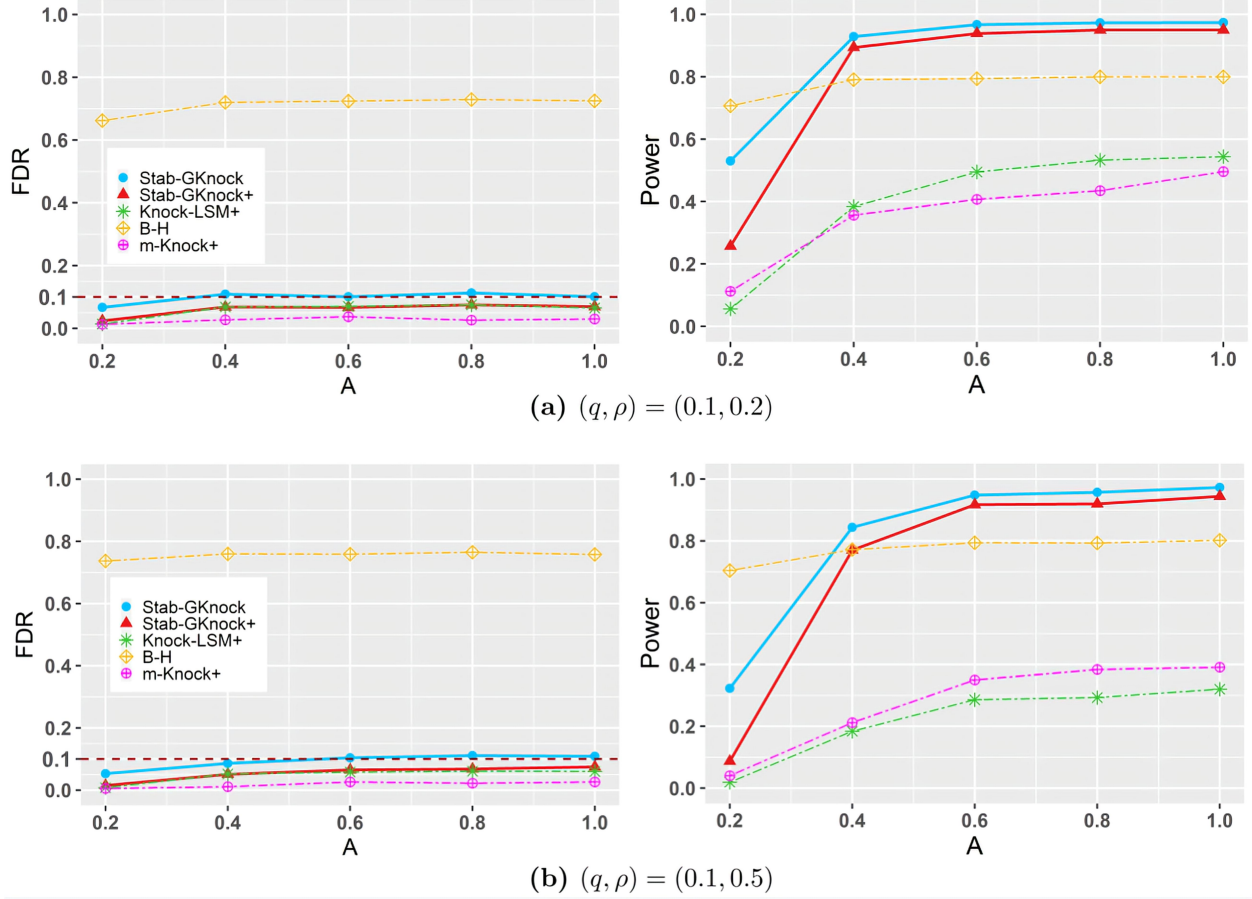 1.0
0.8
0.6
0.4
0.2
0.1
0.0
FDR
Stab-GKnock
Stab-GKnock+
Knock-LSM+
B-H
m-Knock+
0.2 0.4 0.6 0.8 1.0
A
1.0
0.8
0.6
0.4
0.2
0.0
Power
0.2 0.4 0.6 0.8 1.0
A
(a) (q, ρ) = (0.1, 0.2)
1.0
0.8
0.6
0.4
0.2
0.1
0.0
FDR
Stab-GKnock
Stab-GKnock+
Knock-LSM+
B-H
m-Knock+
0.2 0.4 0.6 0.8 1.0
A
1.0
0.8
0.6
0.4
0.2
0.0
Power
0.2 0.4 0.6 0.8 1.0
A
(b) (q, ρ) = (0.1, 0.5)